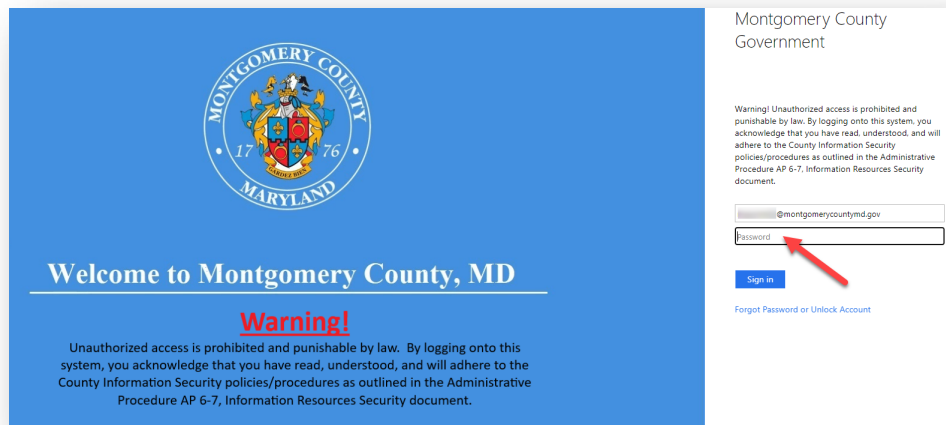 MONTGOMERY COUNTY
17 76
GARDEZ BIEN
MARYLAND
Welcome to Montgomery County, MD
Warning!
Unauthorized access is prohibited and punishable by law. By logging onto this
system, you acknowledge that you have read, understood, and will adhere to the
County Information Security policies/procedures as outlined in the Administrative
Procedure AP 6-7, Information Resources Security document.
Montgomery County
Government
Warning! Unauthorized access is prohibited and
punishable by law. By logging onto this system, you
acknowledge that you have read, understood, and will
adhere to the County Information Security
policies/procedures as outlined in the Administrative
Procedure AP 6-7, Information Resources Security
document.
@montgomerycountymd.gov
Password
Sign in
Forgot Password or Unlock Account